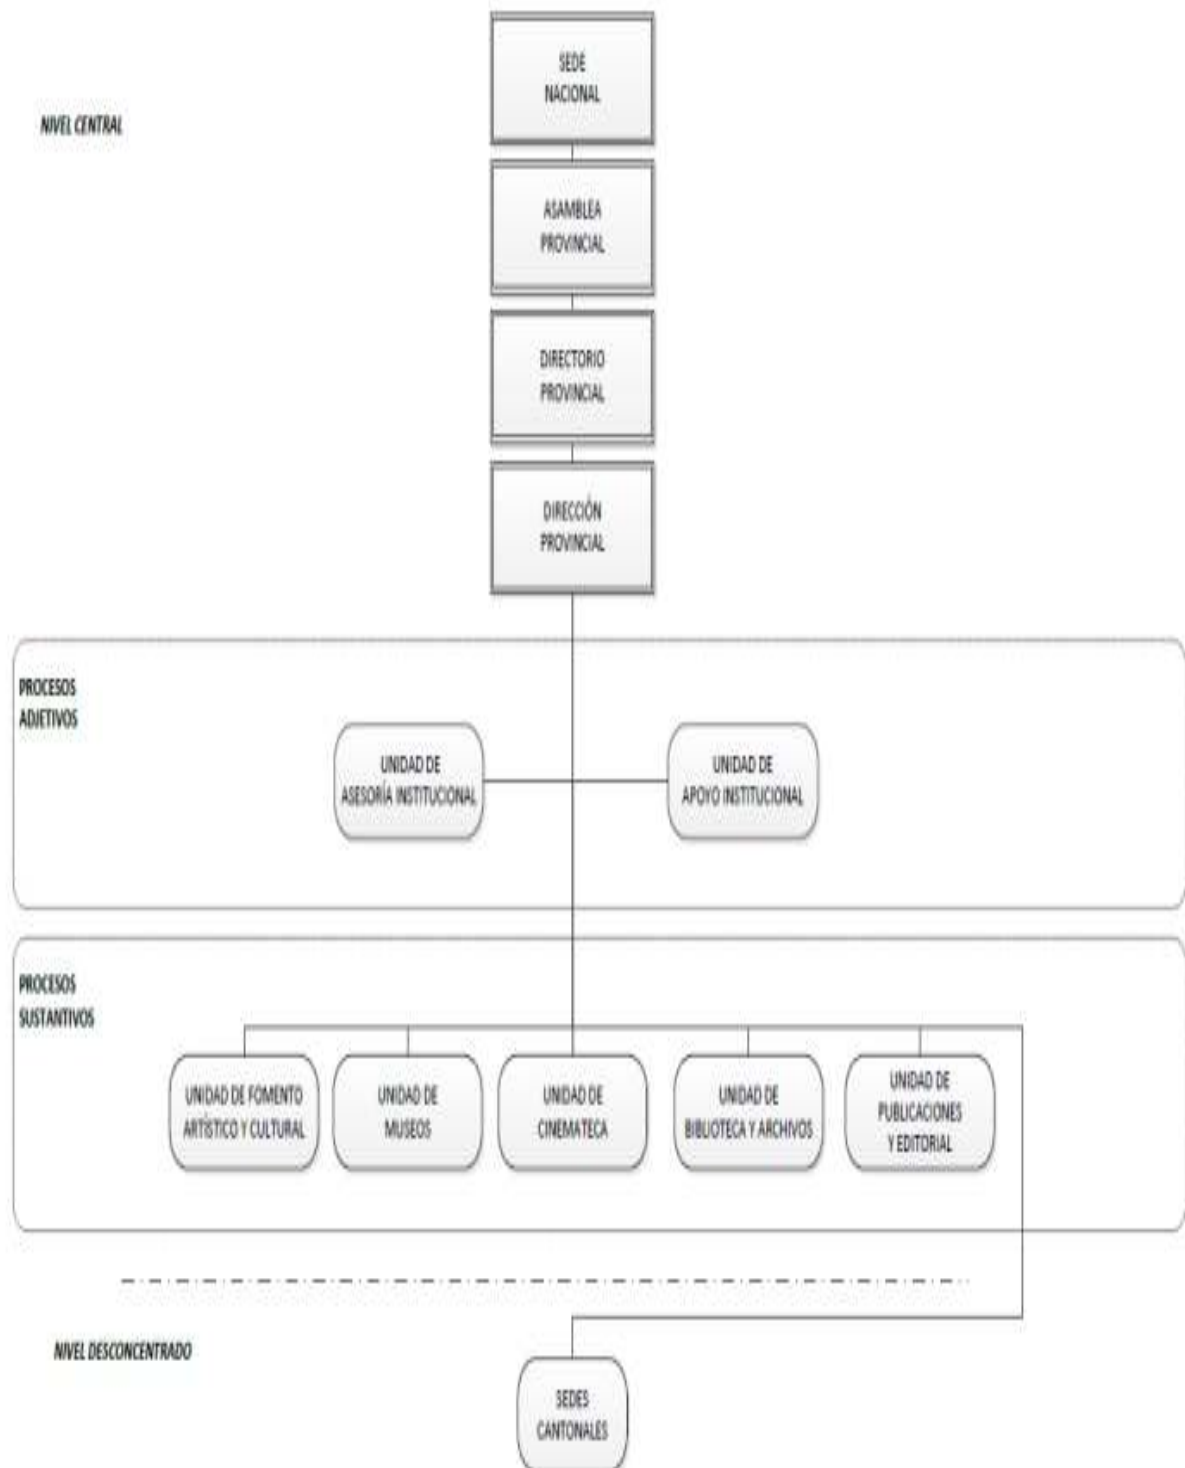 SEDE
NACIONAL
NIVEL CENTRAL
ASAMBLEA
PROVINCIAL
DIRECTORIO
PROVINCIAL
DIRECCIÓN
PROVINCIAL
PROCESOS
ADJETIVOS
UNIDAD DE
ASESORÍA INSTITUCIONAL
UNIDAD DE
APOYO INSTITUCIONAL
PROCESOS
SUSTANTIVOS
UNIDAD DE FOMENTO
ARTÍSTICO Y CULTURAL
UNIDAD DE
MUSEOS
UNIDAD DE
CINEMATECA
UNIDAD DE
BIBLIOTECA Y ARCHIVOS
UNIDAD DE
PUBLICACIONES
Y EDITORIAL
NIVEL DESCONCENTRADO
SEDES
CANTONALES